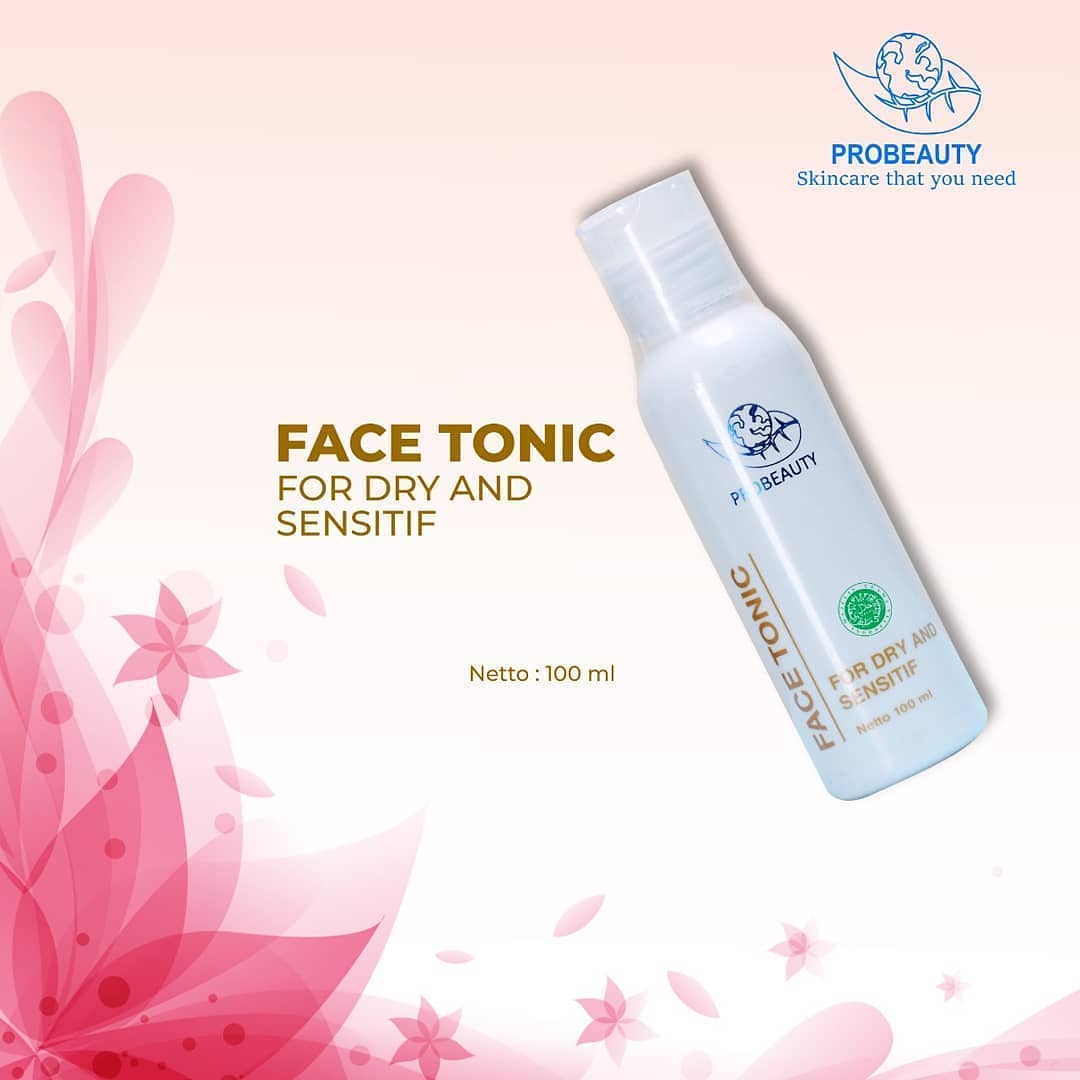 PROBEAUTY
Skincare that you need
FACE TONIC
FOR DRY AND
SENSITIF
Netto : 100 ml
PROBEAUTY
FACE TONIC
FOR DRY AND
SENSITIF
Netto 100 ml